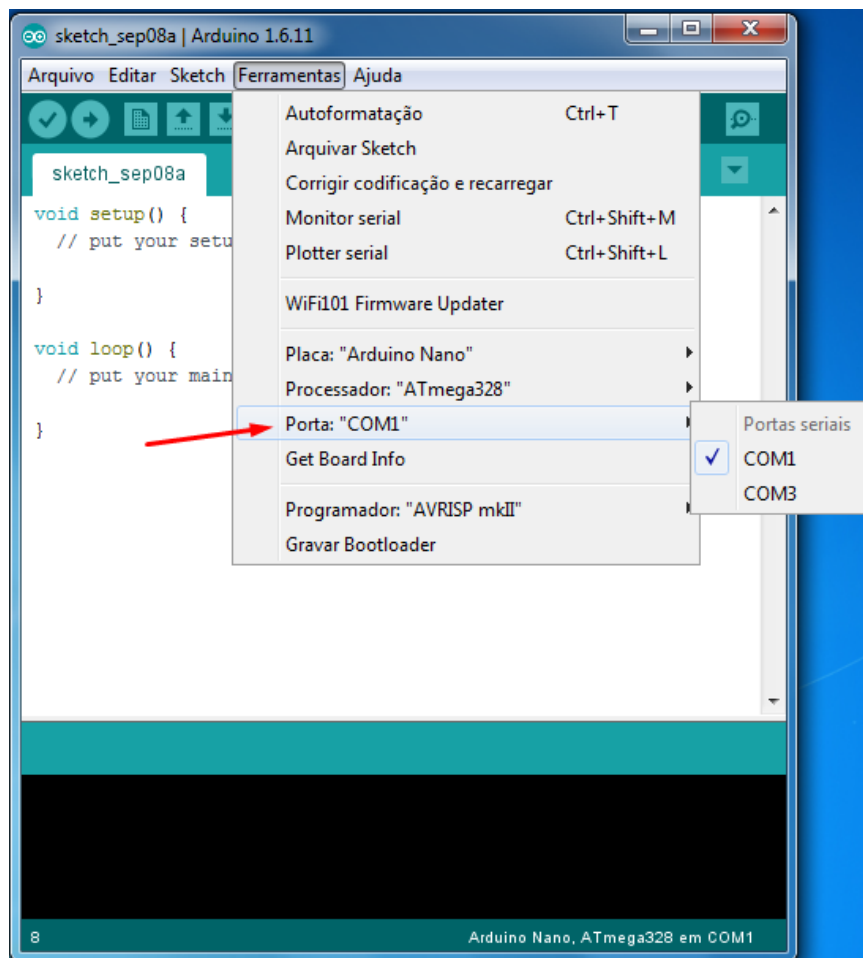 sketch_sep08a | Arduino 1.6.11
Arquivo Editar Sketch Ferramentas Ajuda
sketch_sep08a
Autoformatação Ctrl+T
Arquivar Sketch
Corrigir codificação e recarregar
Monitor serial Ctrl+Shift+M
Plotter serial Ctrl+Shift+L
WiFi101 Firmware Updater
Placa: "Arduino Nano"
Processador: "ATmega328"
Porta: "COM1"
Get Board Info
Programador: "AVRISP mkII"
Gravar Bootloader
Portas seriais
COM1
COM3
void setup() {
// put your setu
}
void loop() {
// put your main
}
8 Arduino Nano, ATmega328 em COM1